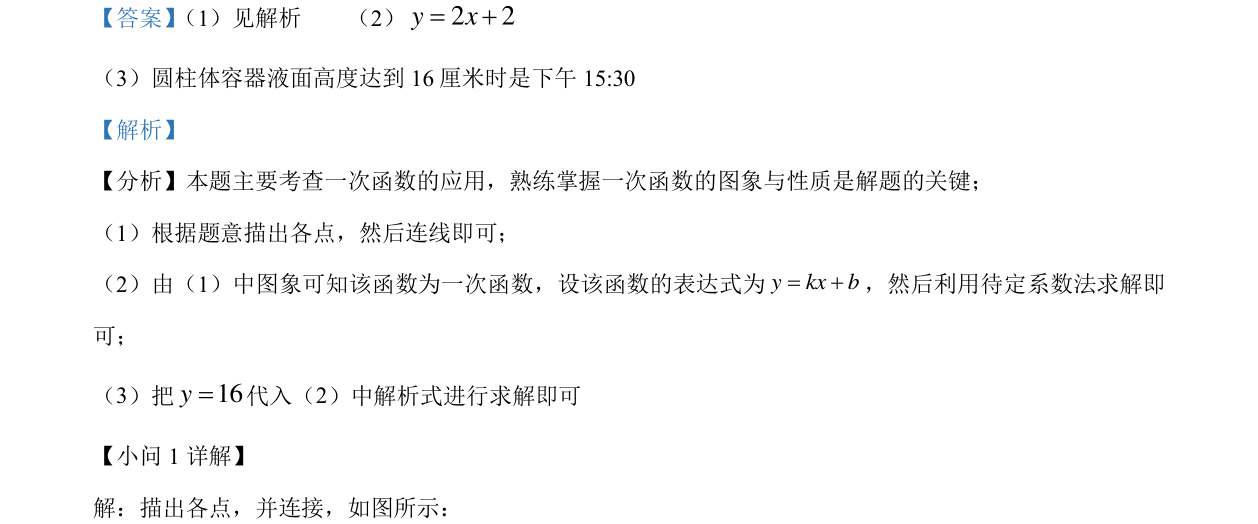 【答案】（1）见解析 （2）y = 2x + 2
（3）圆柱体容器液面高度达到 16 厘米时是下午 15:30
【解析】
【分析】本题主要考查一次函数的应用，熟练掌握一次函数的图象与性质是解题的关键；
（1）根据题意描出各点，然后连线即可；
（2）由（1）中图象可知该函数为一次函数，设该函数的表达式为 y = kx + b，然后利用待定系数法求解即
可；
（3）把 y = 16 代入（2）中解析式进行求解即可
【小问 1 详解】
解：描出各点，并连接，如图所示：